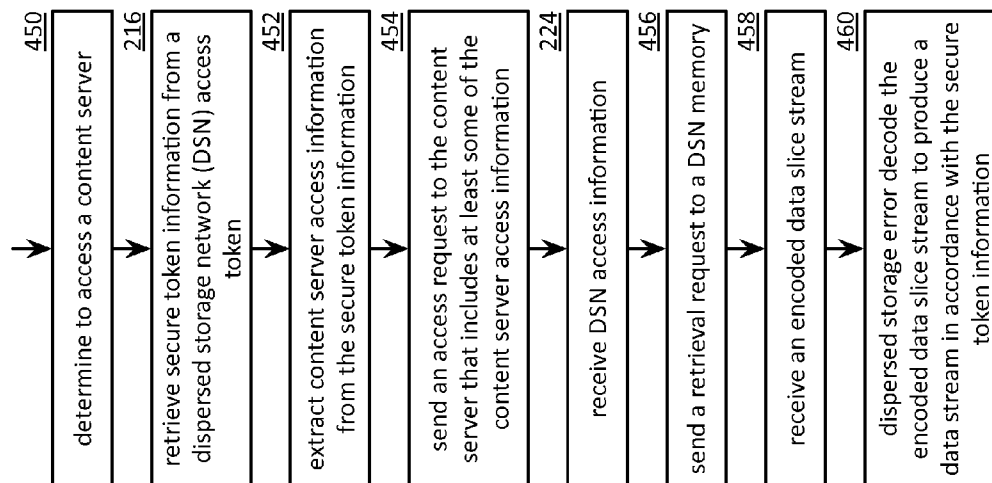 450
determine to access a content server
216
retrieve secure token information from a
dispersed storage network (DSN) access
token
452
extract content server access information
from the secure token information
454
send an access request to the content
server that includes at least some of the
content server access information
224
receive DSN access information
456
send a retrieval request to a DSN memory
458
receive an encoded data slice stream
460
dispersed storage error decode the
encoded data slice stream to produce a
data stream in accordance with the secure
token information